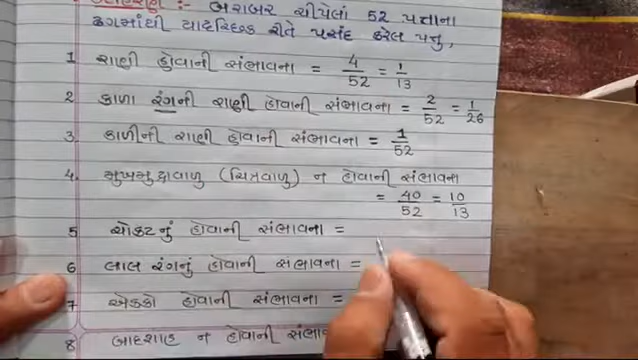 ઉદાહરણ :- બરાબર ચીપેલાં 52 પત્તાના
ઢગમાંથી યાદચ્છિક રીતે પસંદ કરેલ પત્તુ,
1 રાણી હોવાની સંભાવના = 4/52 = 1/13
2 કાળા રંગની રાણી હોવાની સંભાવના = 2/52 = 1/26
3 કાળીની રાણી હોવાની સંભાવના = 1/52
4. મુખમુદ્રાવાળુ (ચિત્રવાળુ) ન હોવાની સંભાવના
= 40/52 = 10/13
5 ચોકટનું હોવાની સંભાવના =
6 લાલ રંગનું હોવાની સંભાવના =
7 એક્કો હોવાની સંભાવના =
8 બાદશાહ ન હોવાની